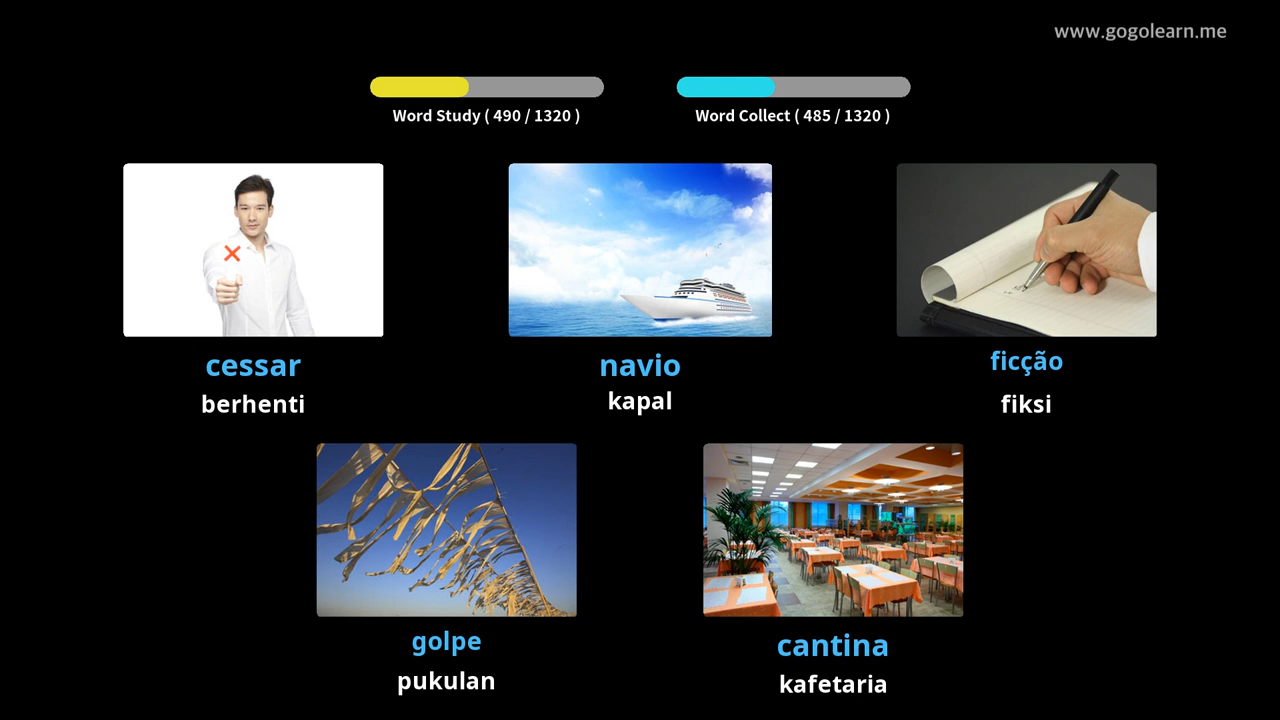 www.gogolearn.me
Word Study ( 490 / 1320 )
Word Collect ( 485 / 1320 )
cessar
berhenti
navio
kapal
ficção
fiksi
golpe
pukulan
cantina
kafetaria